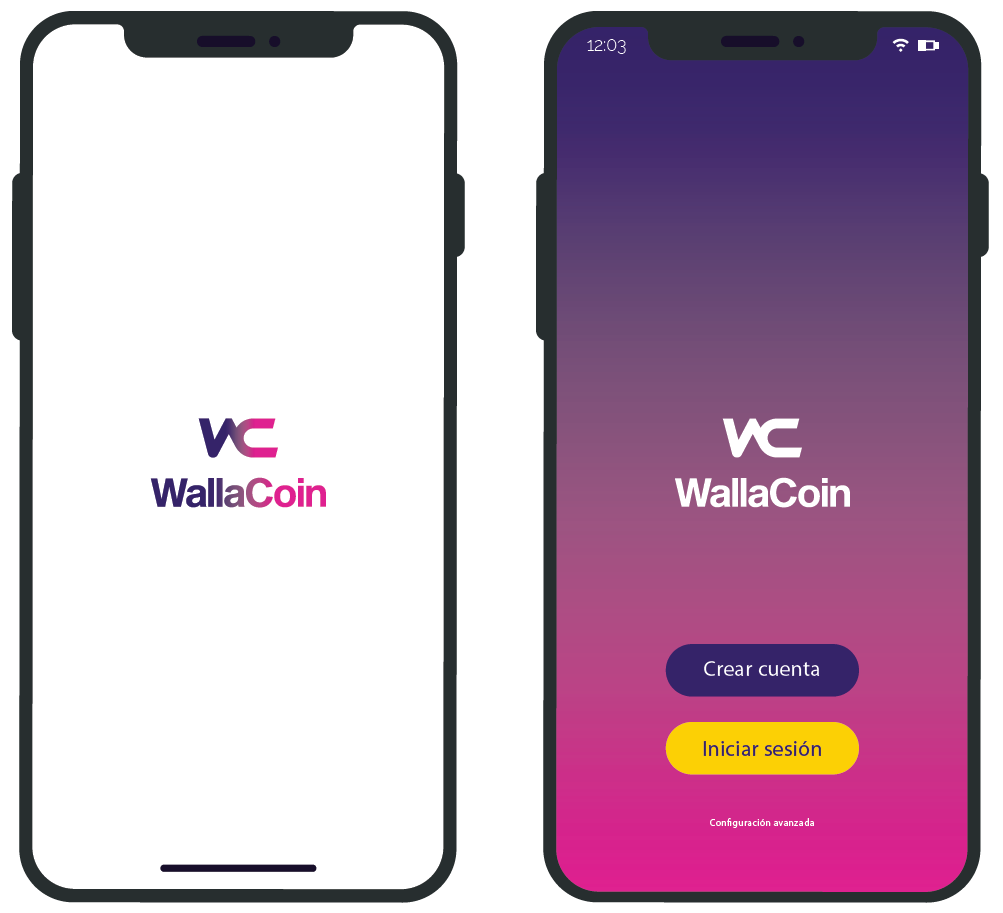 WC
WallaCoin
12:03
WC
WallaCoin
Crear cuenta
Iniciar sesión
Configuración avanzada